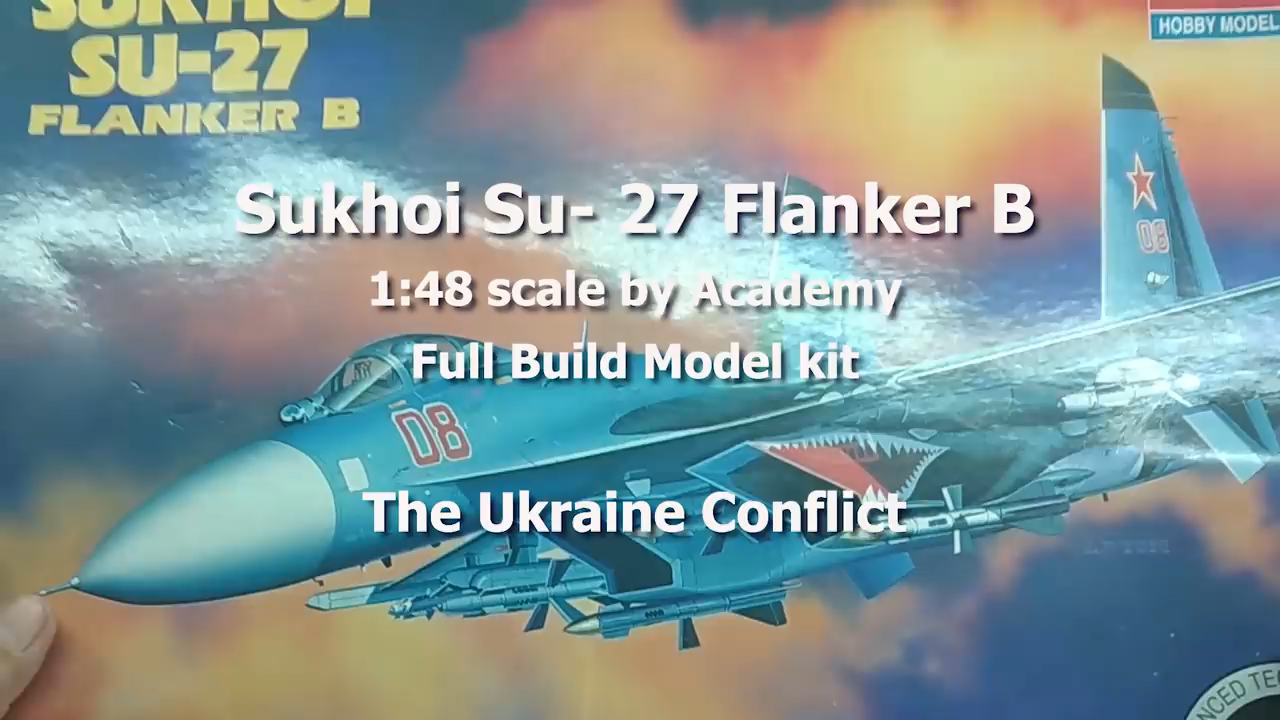 SUKHOI
SU-27
FLANKER B
HOBBY MODEL
Sukhoi Su- 27 Flanker B
1:48 scale by Academy
Full Build Model kit
The Ukraine Conflict
08
08